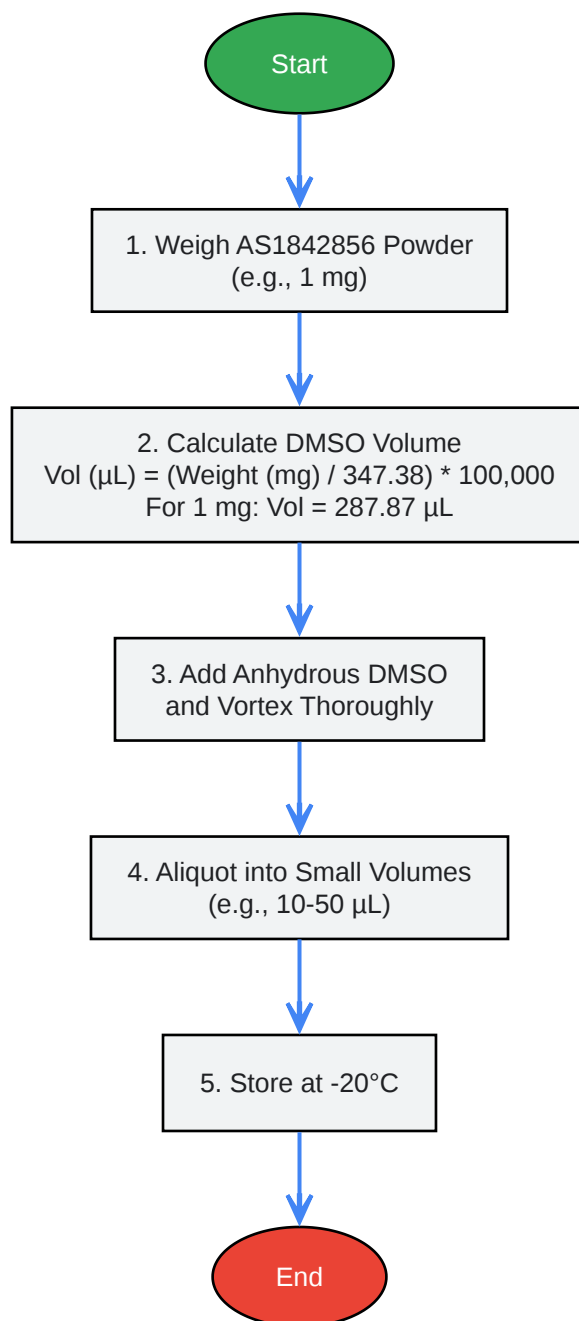 Start
1. Weigh AS1842856 Powder
(e.g., 1 mg)
2. Calculate DMSO Volume
Vol (µL) = (Weight (mg) / 347.38) * 100,000
For 1 mg: Vol = 287.87 µL
3. Add Anhydrous DMSO
and Vortex Thoroughly
4. Aliquot into Small Volumes
(e.g., 10-50 µL)
5. Store at -20°C
End